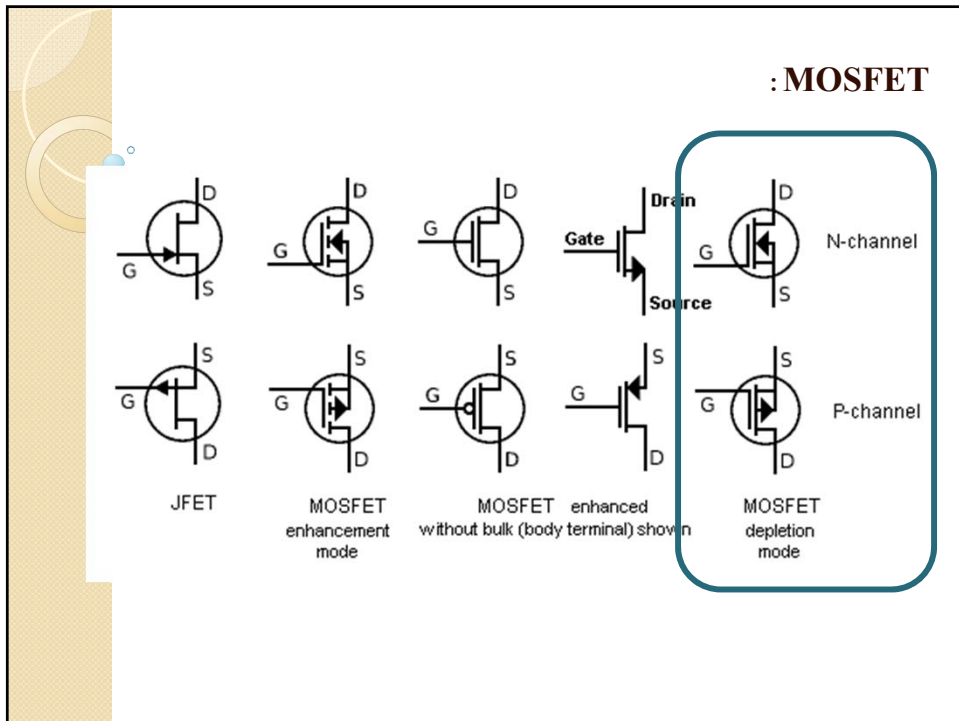 : MOSFET
D
D
D
Drain
D
G
G
G
Gate
G
N-channel
S
S
S
Source
S
S
S
S
S
S
G
G
G
G
G
P-channel
D
D
D
D
D
JFET
MOSFET
enhancement
mode
MOSFET enhanced
without bulk (body terminal) shown
MOSFET
depletion
mode